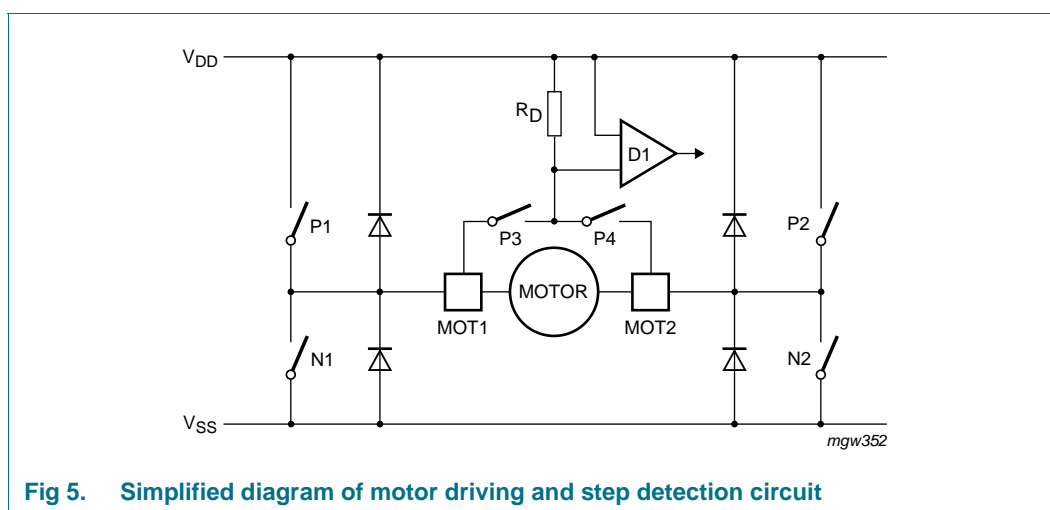 VDD
RD
D1
P1
P3
P4
P2
MOTOR
MOT1
MOT2
N1
N2
VSS
mgw352
Fig 5. Simplified diagram of motor driving and step detection circuit